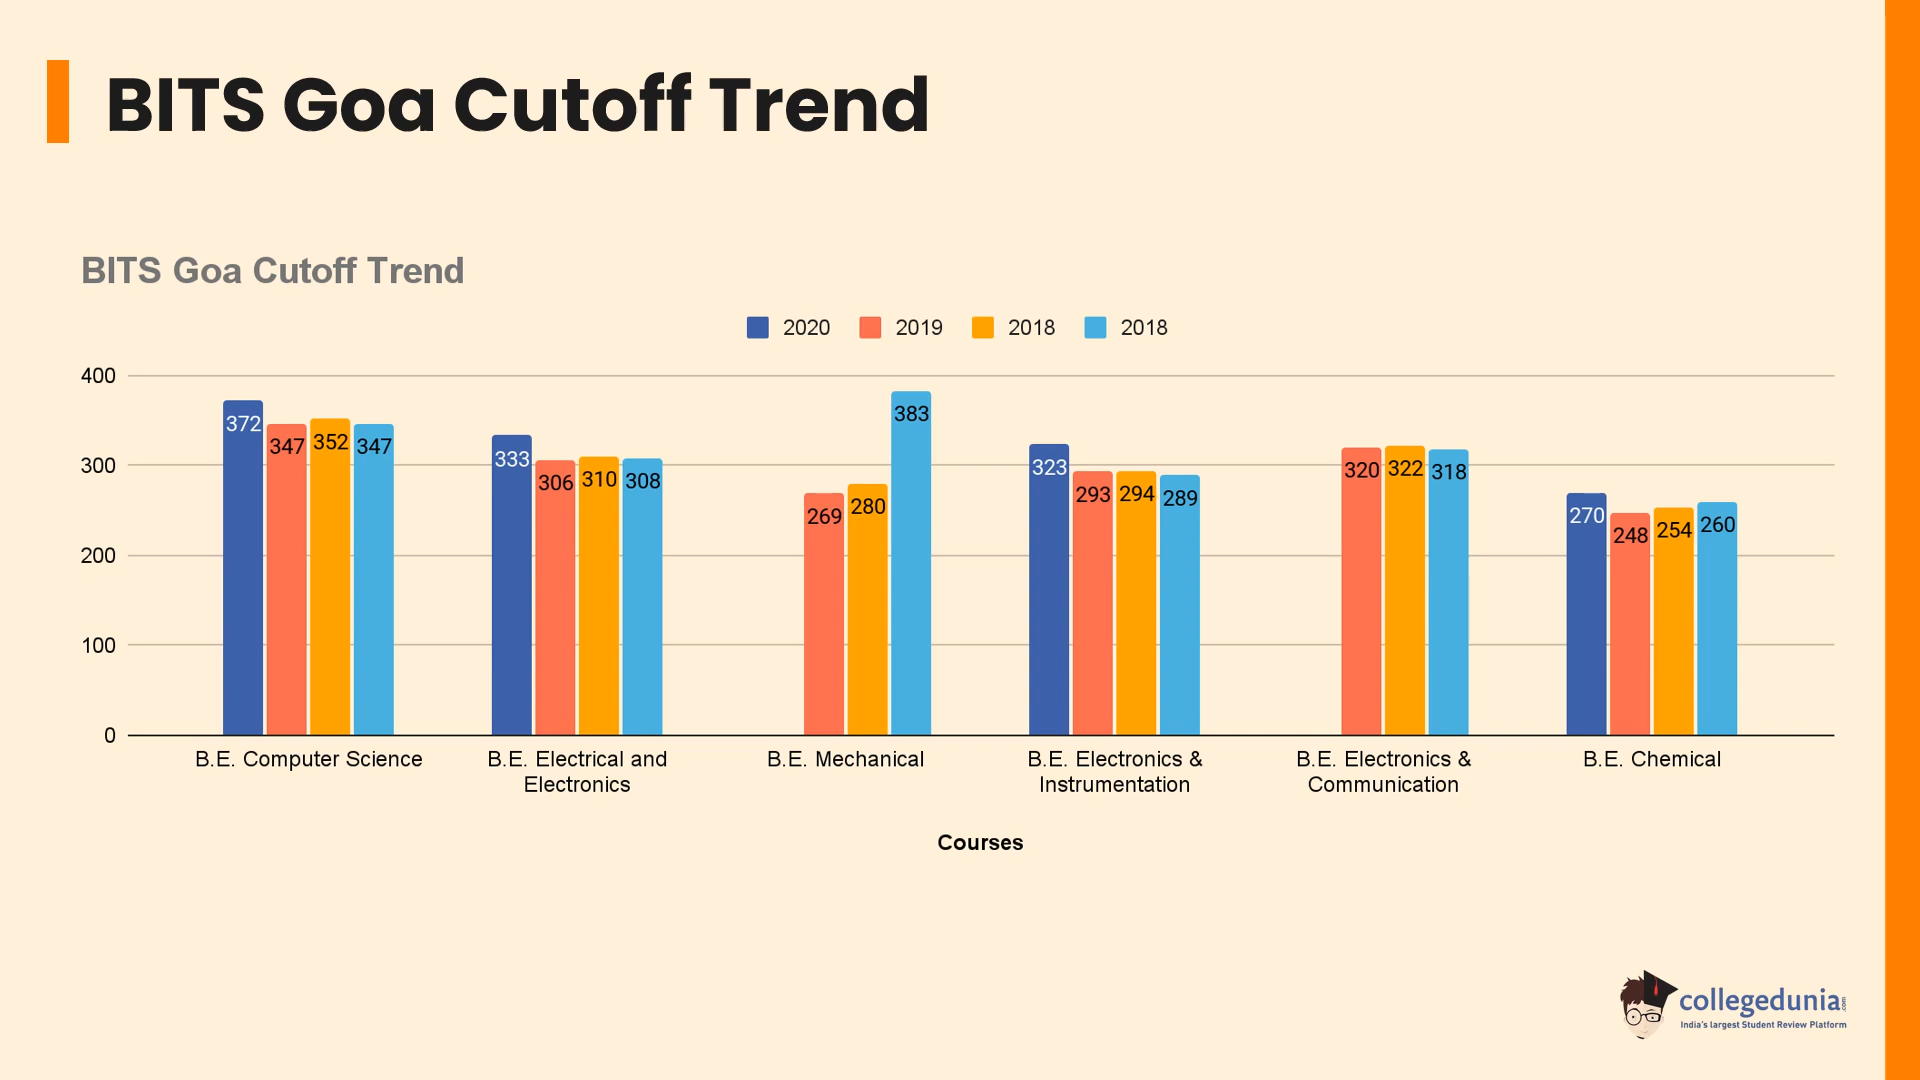 BITS Goa Cutoff Trend
BITS Goa Cutoff Trend
2020 2019 2018 2018
400
300
200
100
0
372 347 352 347
333 306 310 308
269 280 383
323 293 294 289
320 322 318
270 248 254 260
B.E. Computer Science
B.E. Electrical and
Electronics
B.E. Mechanical
B.E. Electronics &
Instrumentation
B.E. Electronics &
Communication
B.E. Chemical
Courses
collegedunia.com
India's largest Student Review Platform